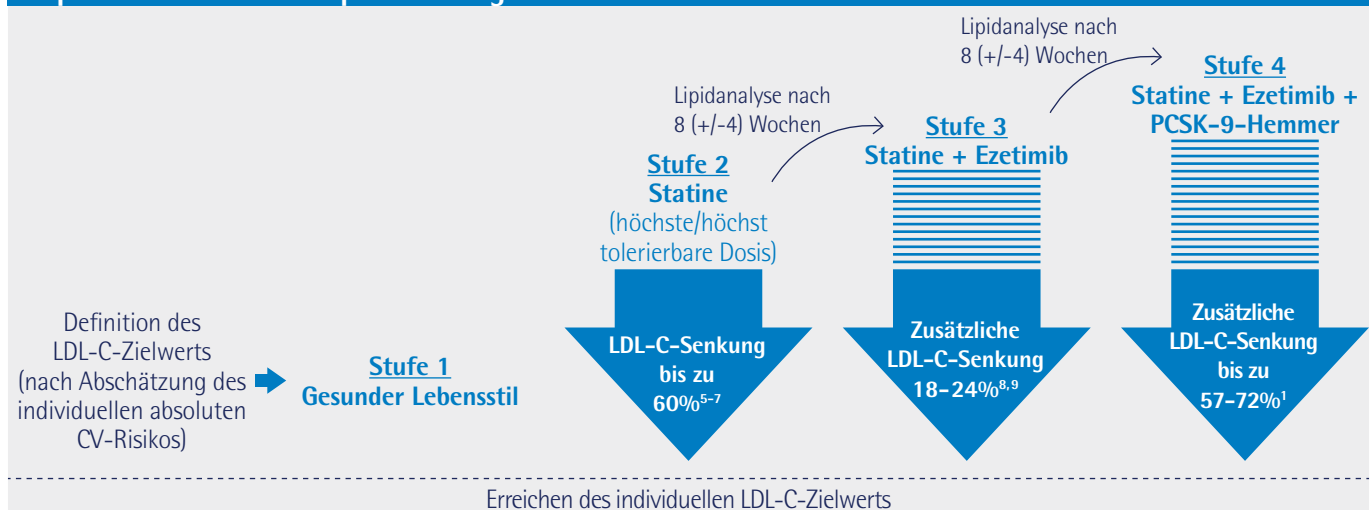 Definition des
LDL-C-Zielwerts
(nach Abschätzung des
individuellen absoluten
CV-Risikos)
Stufe 1
Gesunder Lebensstil
Stufe 2
Statine
(höchste/höchst
tolerierbare Dosis)
LDL-C-Senkung
bis zu
60%5-7
Lipidanalyse nach
8 (+/-4) Wochen
Stufe 3
Statine + Ezetimib
Zusätzliche
LDL-C-Senkung
18-24%8,9
Lipidanalyse nach
8 (+/-4) Wochen
Stufe 4
Statine + Ezetimib +
PCSK-9-Hemmer
Zusätzliche
LDL-C-Senkung
bis zu
57-72%1
Erreichen des individuellen LDL-C-Zielwerts